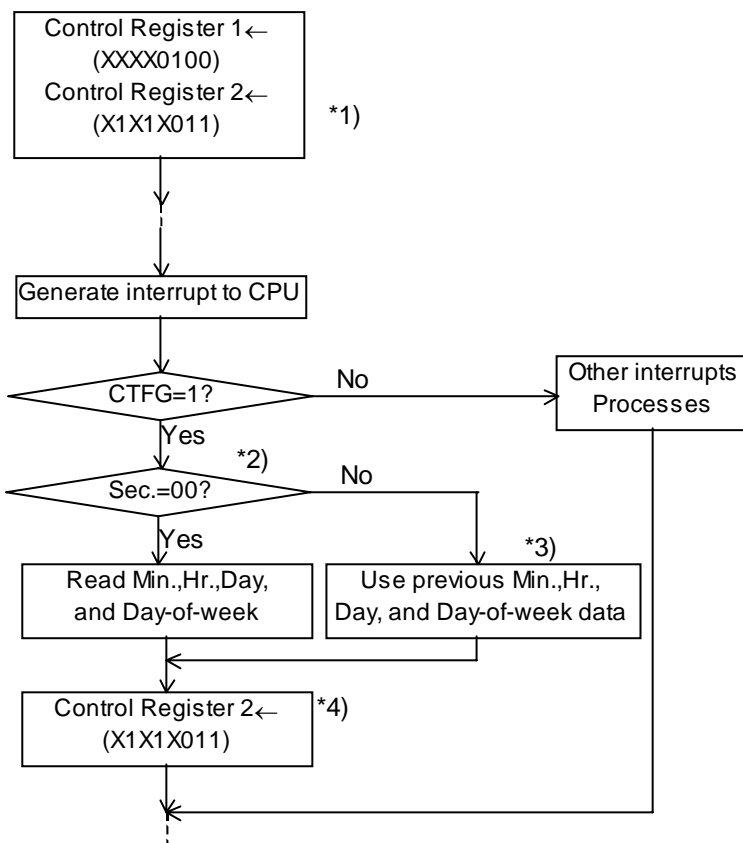 Control Register 1←
(XXXX0100)
Control Register 2←
(X1X1X011)
*1)
Generate interrupt to CPU
CTFG=1?
No
Other interrupts
Processes
Yes
*2)
Sec.=00?
No
Yes
*3)
Read Min.,Hr.,Day,
and Day-of-week
Use previous Min.,Hr.,
Day, and Day-of-week data
Control Register 2←
(X1X1X011)
*4)